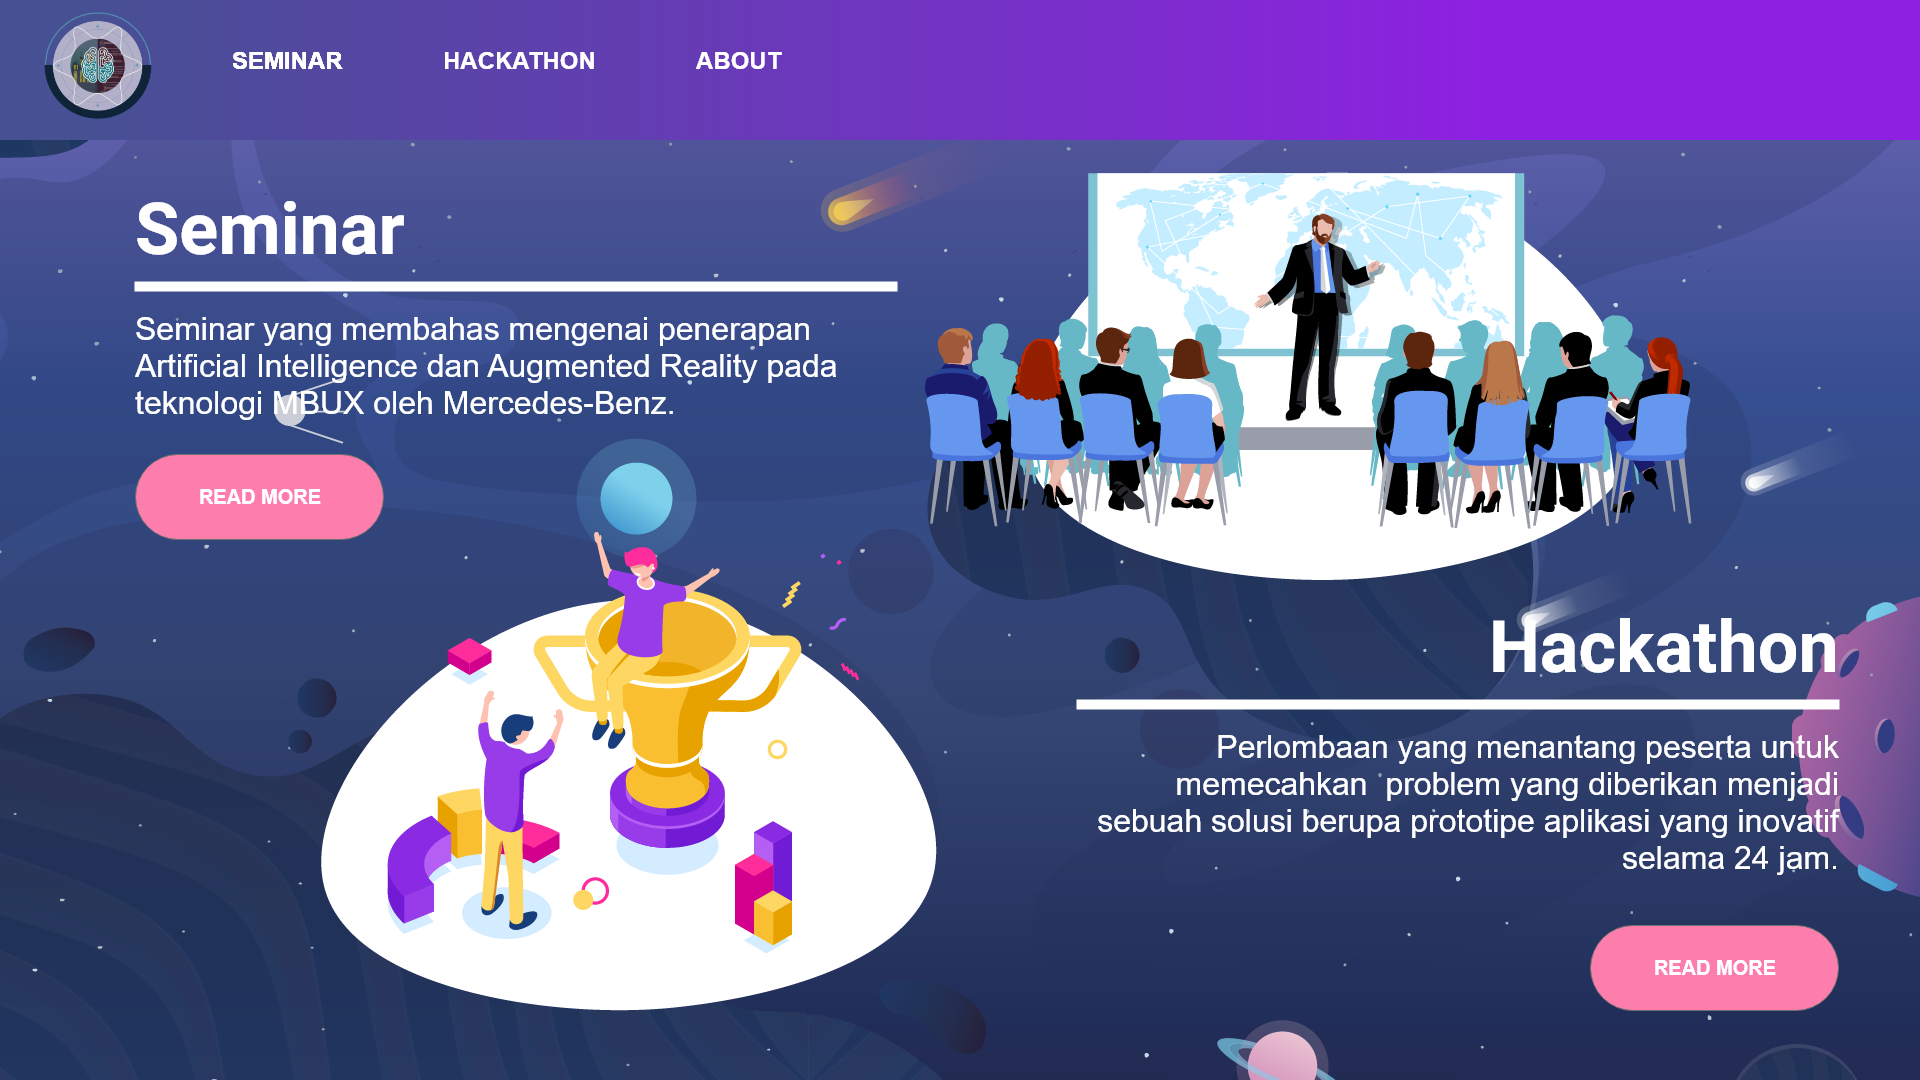 SEMINAR
HACKATHON
ABOUT
Seminar
Seminar yang membahas mengenai penerapan
Artificial Intelligence dan Augmented Reality pada
teknologi MBUX oleh Mercedes-Benz.
READ MORE
Hackathon
Perlombaan yang menantang peserta untuk
memecahkan  problem yang diberikan menjadi
sebuah solusi berupa prototipe aplikasi yang inovatif
selama 24 jam.
READ MORE